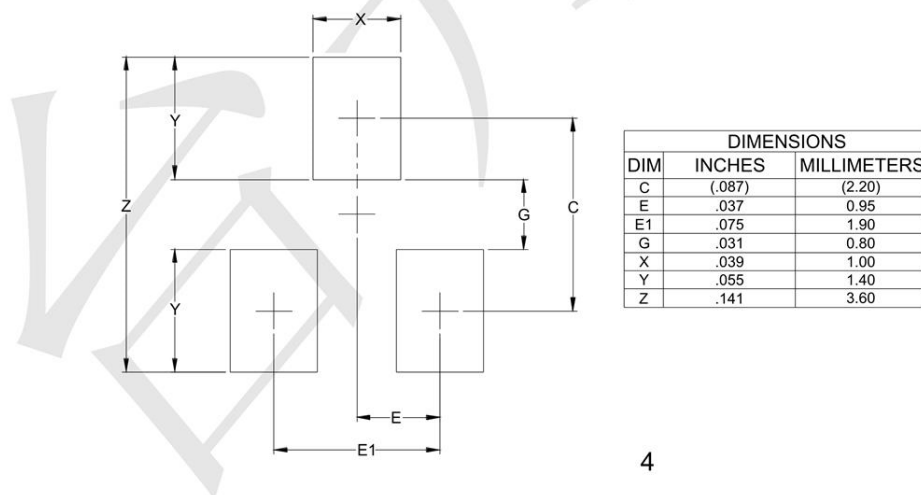 X
Y
Z
G
C
Y
E
E1
DIMENSIONS
DIM INCHES MILLIMETERS
C (.087) (2.20)
E .037 0.95
E1 .075 1.90
G .031 0.80
X .039 1.00
Y .055 1.40
Z .141 3.60
4